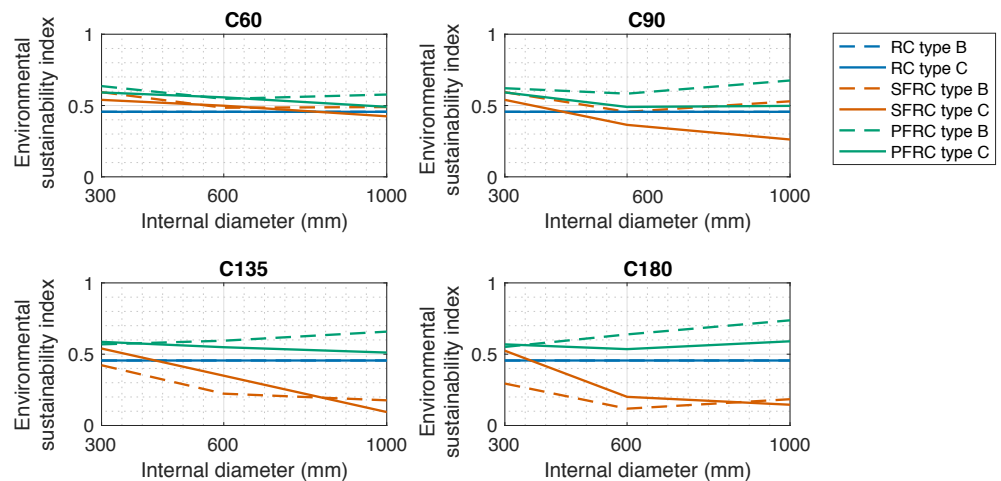 C60
Environmental
sustainability index
1
0.5
0
300
600
1000
Internal diameter (mm)
C90
Environmental
sustainability index
1
0.5
0
300
600
1000
Internal diameter (mm)
RC type B
RC type C
SFRC type B
SFRC type C
PFRC type B
PFRC type C
C135
Environmental
sustainability index
1
0.5
0
300
600
1000
Internal diameter (mm)
C180
Environmental
sustainability index
1
0.5
0
300
600
1000
Internal diameter (mm)